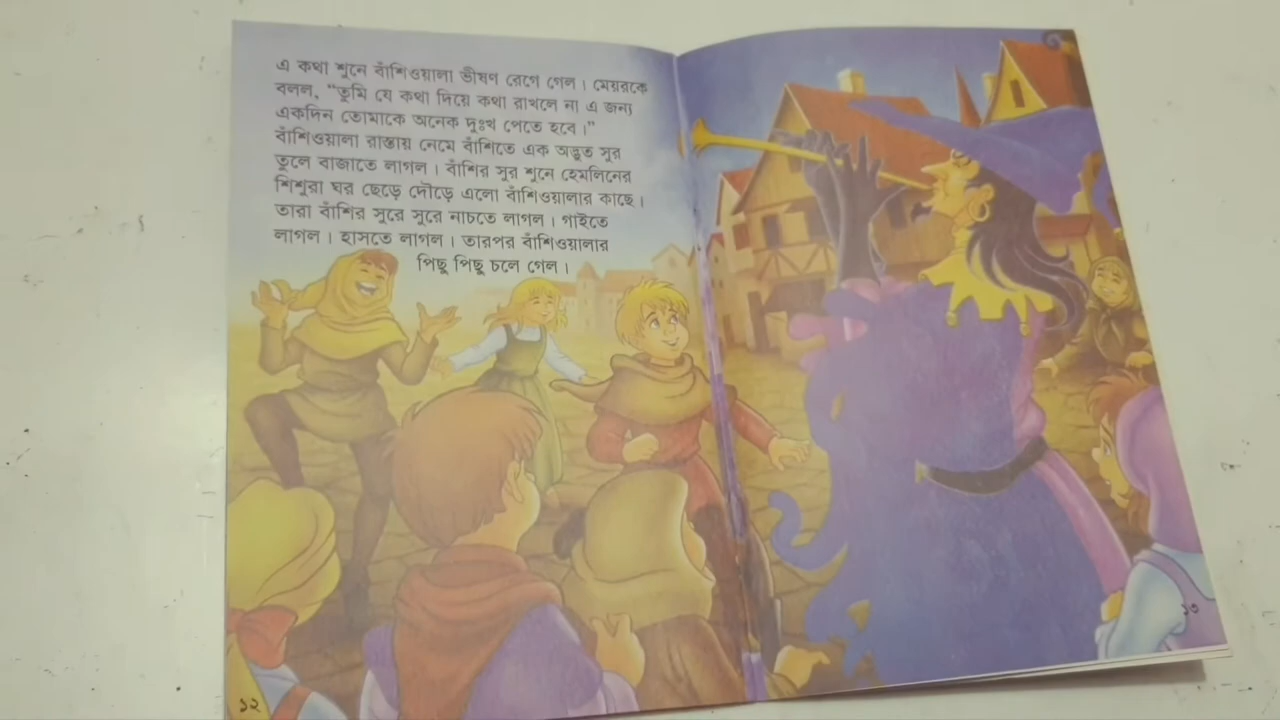 এ কথা শুনে বাঁশিওয়ালা ভীষণ রেগে গেল। মেয়রকে
বলল, “তুমি যে কথা দিয়ে কথা রাখলে না এ জন্য
একদিন তোমাকে অনেক দুঃখ পেতে হবে।”
বাঁশিওয়ালা রাস্তায় নেমে বাঁশিতে এক অদ্ভুত সুর
তুলে বাজাতে লাগল। বাঁশির সুর শুনে হেমলিনের
শিশুরা ঘর ছেড়ে দৌড়ে এলো বাঁশিওয়ালার কাছে।
তারা বাঁশির সুরে সুরে নাচতে লাগল। গাইতে
লাগল। হাসতে লাগল। তারপর বাঁশিওয়ালার
পিছু পিছু চলে গেল।
১২
১৩